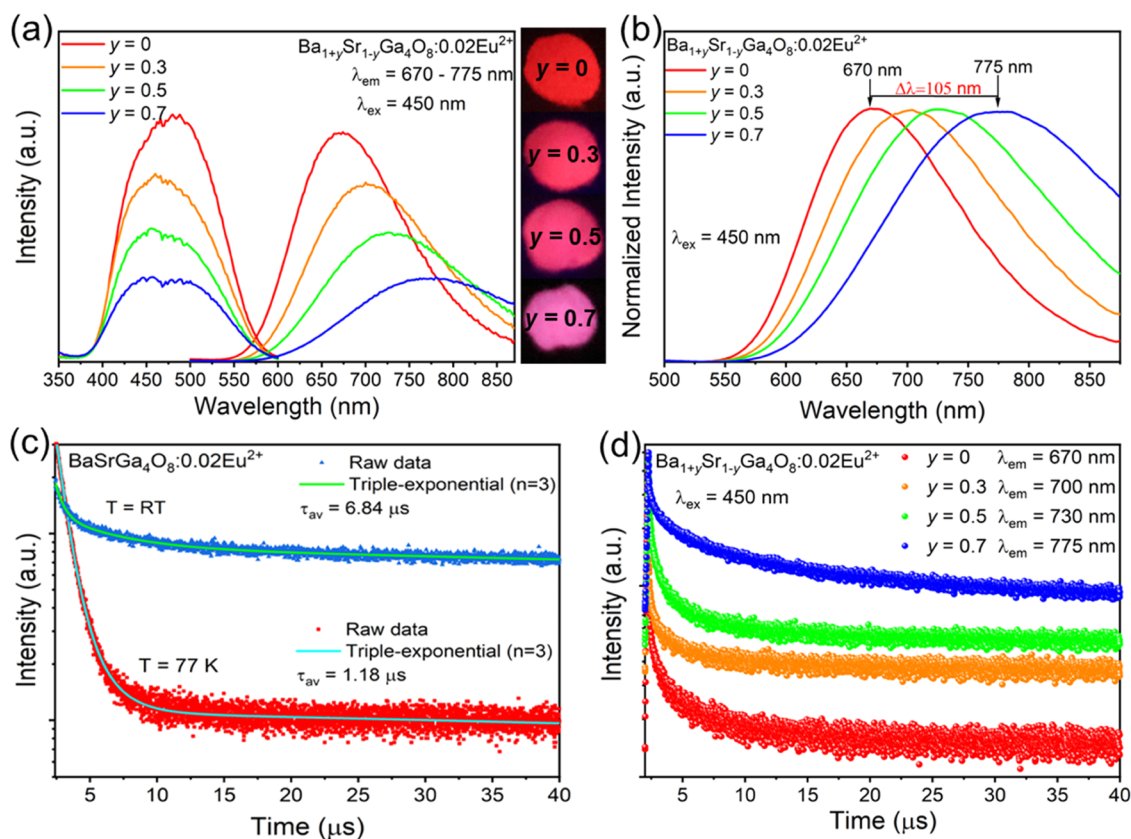 (a)
y = 0
y = 0.3
y = 0.5
y = 0.7
Ba₁₊ySr₁₋yGa₄O₈:0.02Eu²⁺
λem = 670 - 775 nm
λex = 450 nm
y = 0
y = 0.3
y = 0.5
y = 0.7
Intensity (a.u.)
350 400 450 500 550 600 650 700 750 800 850
Wavelength (nm)
(b)
Ba₁₊ySr₁₋yGa₄O₈:0.02Eu²⁺
y = 0
y = 0.3
y = 0.5
y = 0.7
670 nm
775 nm
Δλ=105 nm
λex = 450 nm
Normalized Intensity (a.u.)
500 550 600 650 700 750 800 850
Wavelength (nm)
(c)
BaSrGa₄O₈:0.02Eu²⁺
Raw data
Triple-exponential (n=3)
τav = 6.84 μs
T = RT
Raw data
Triple-exponential (n=3)
τav = 1.18 μs
T = 77 K
Intensity (a.u.)
5 10 15 20 25 30 35 40
Time (μs)
(d)
Ba₁₊ySr₁₋yGa₄O₈:0.02Eu²⁺
λex = 450 nm
y = 0 λem = 670 nm
y = 0.3 λem = 700 nm
y = 0.5 λem = 730 nm
y = 0.7 λem = 775 nm
Intensity (a.u.)
5 10 15 20 25 30 35 40
Time (μs)